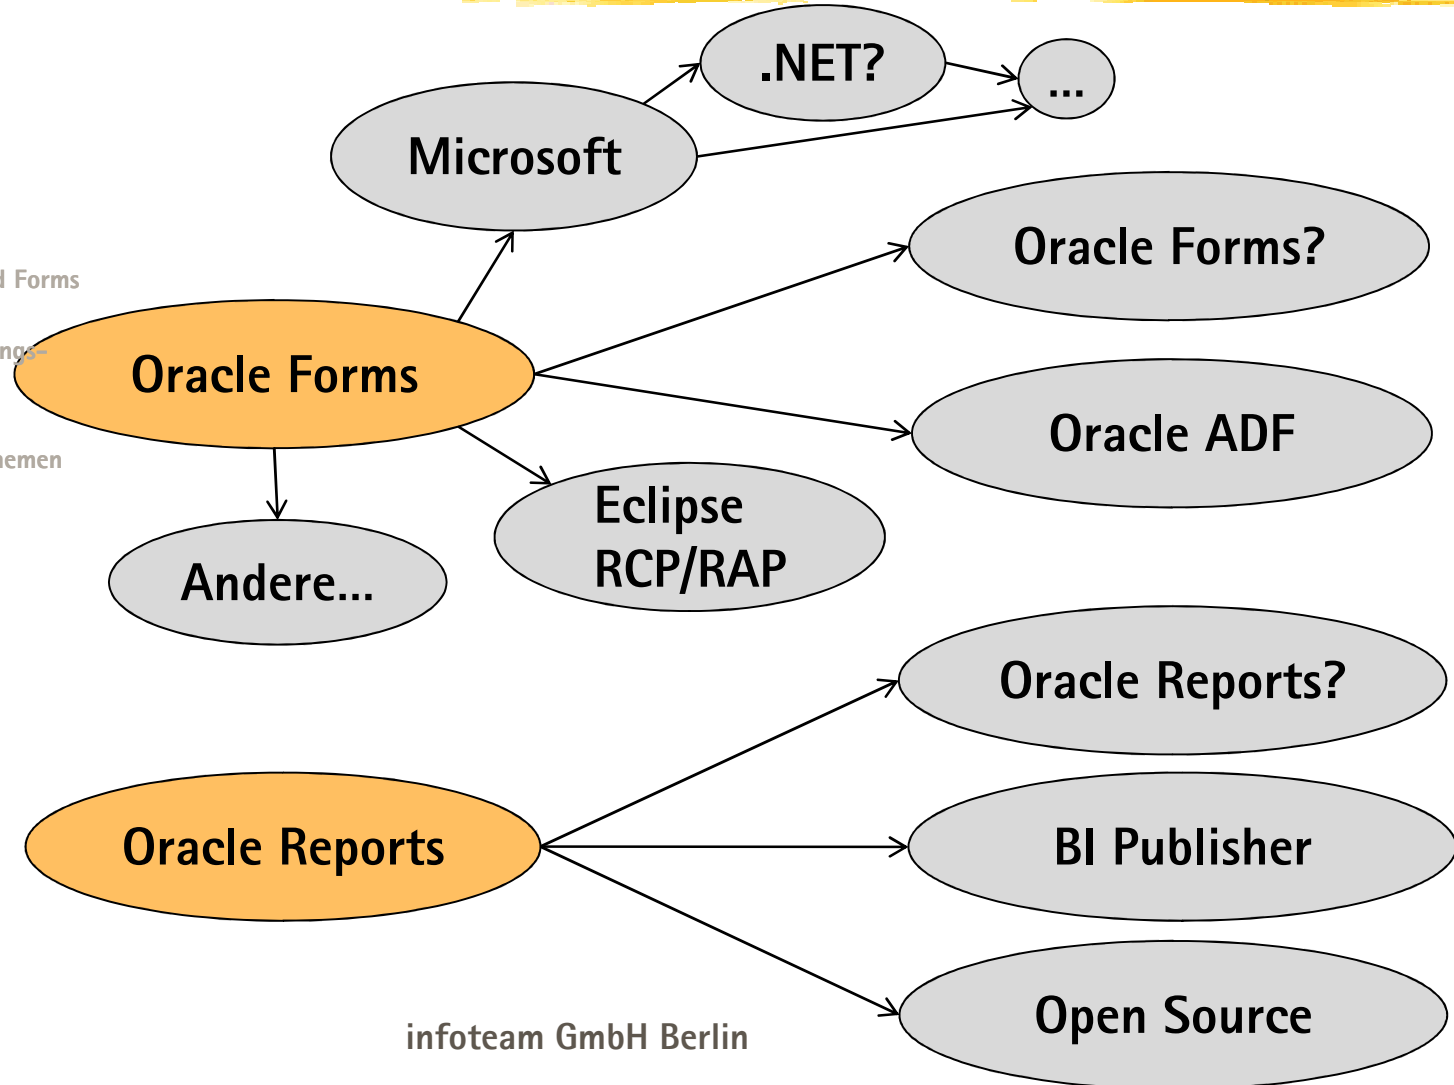 .NET?
...
Microsoft
Oracle Forms?
Forms
Oracle Forms
Oracle ADF
Eclipse
RCP/RAP
Andere...
Oracle Reports?
Oracle Reports
BI Publisher
Open Source
infoteam GmbH Berlin